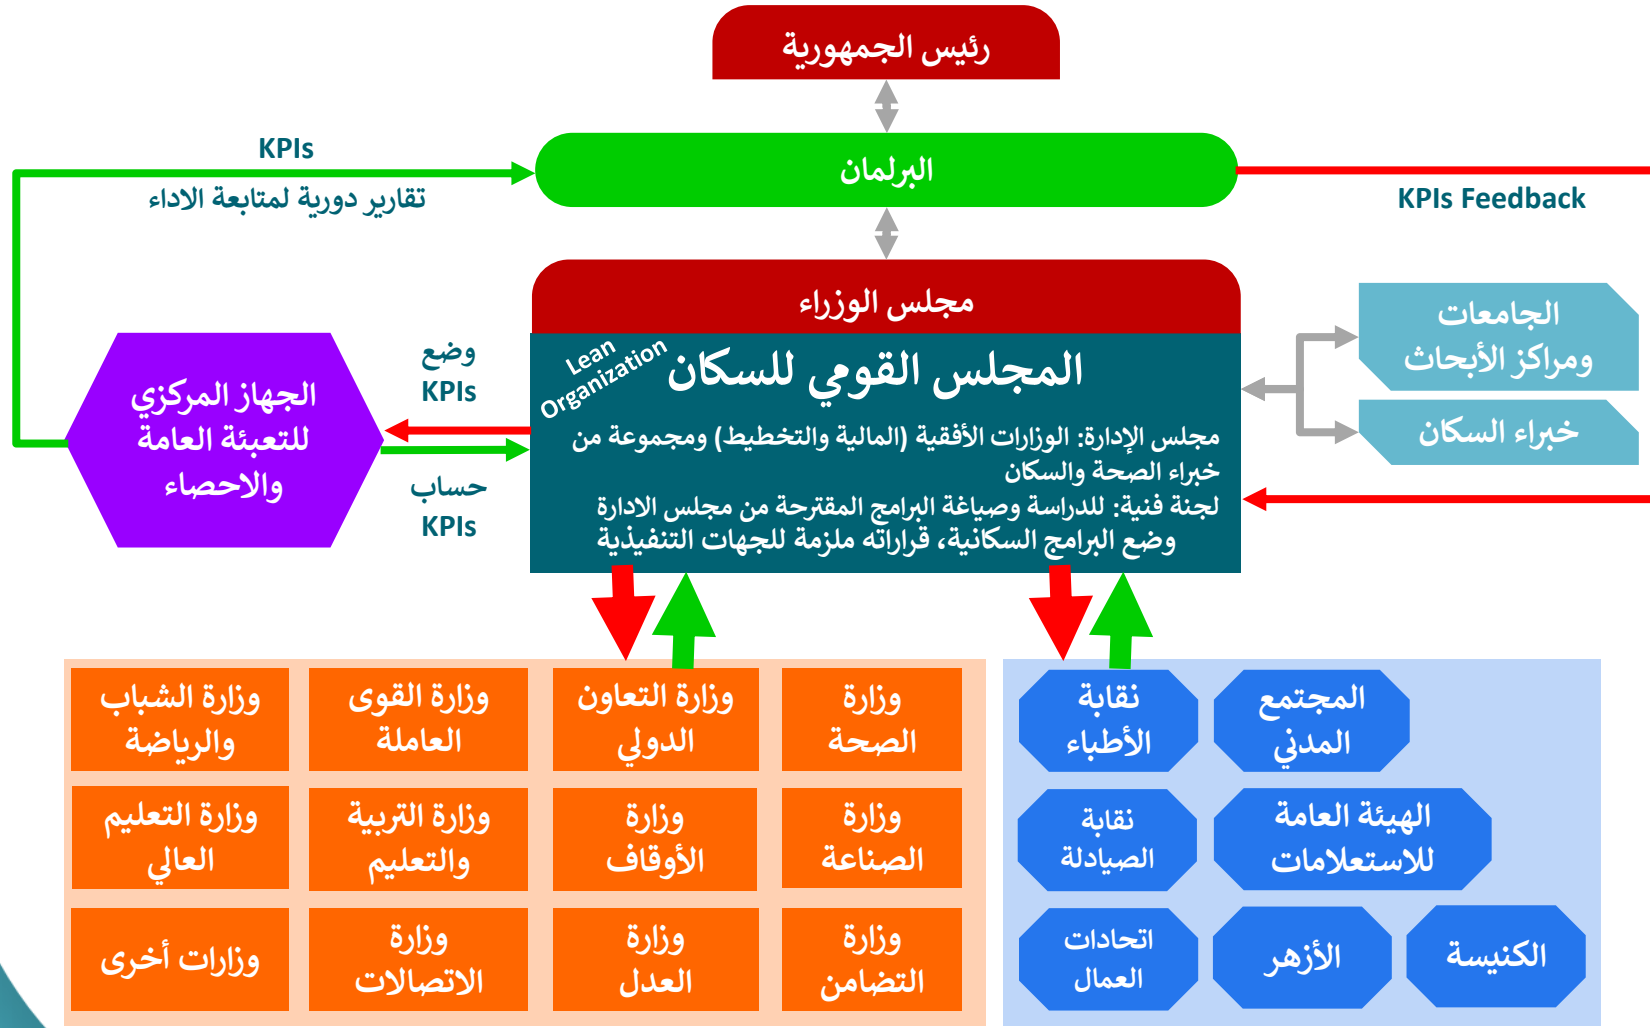 رئيس الجمهورية
KPIs
تقارير دورية لمتابعة الاداء
البرلمان
KPIs Feedback
مجلس الوزراء
Lean
Organization
المجلس القومي للسكان
مجلس الإدارة: الوزارات الأفقية (المالية والتخطيط) ومجموعة من
خبراء الصحة والسكان
لجنة فنية: للدراسة وصياغة البرامج المقترحة من مجلس الادارة
وضع البرامج السكانية، قراراته ملزمة للجهات التنفيذية
الجامعات
ومراكز الأبحاث
خبراء السكان
وضع
KPIs
حساب
KPIs
الجهاز المركزي
للتعبئة العامة
والاحصاء
المجتمع
المدني
نقابة
الأطباء
الهيئة العامة
للاستعلامات
نقابة
الصيادلة
الكنيسة
الأزهر
اتحادات
العمال
وزارة
الصحة
وزارة التعاون
الدولي
وزارة القوى
العاملة
وزارة الشباب
والرياضة
وزارة
الصناعة
وزارة
الأوقاف
وزارة التربية
والتعليم
وزارة التعليم
العالي
وزارة
التضامن
وزارة
العدل
وزارة
الاتصالات
وزارات أخرى